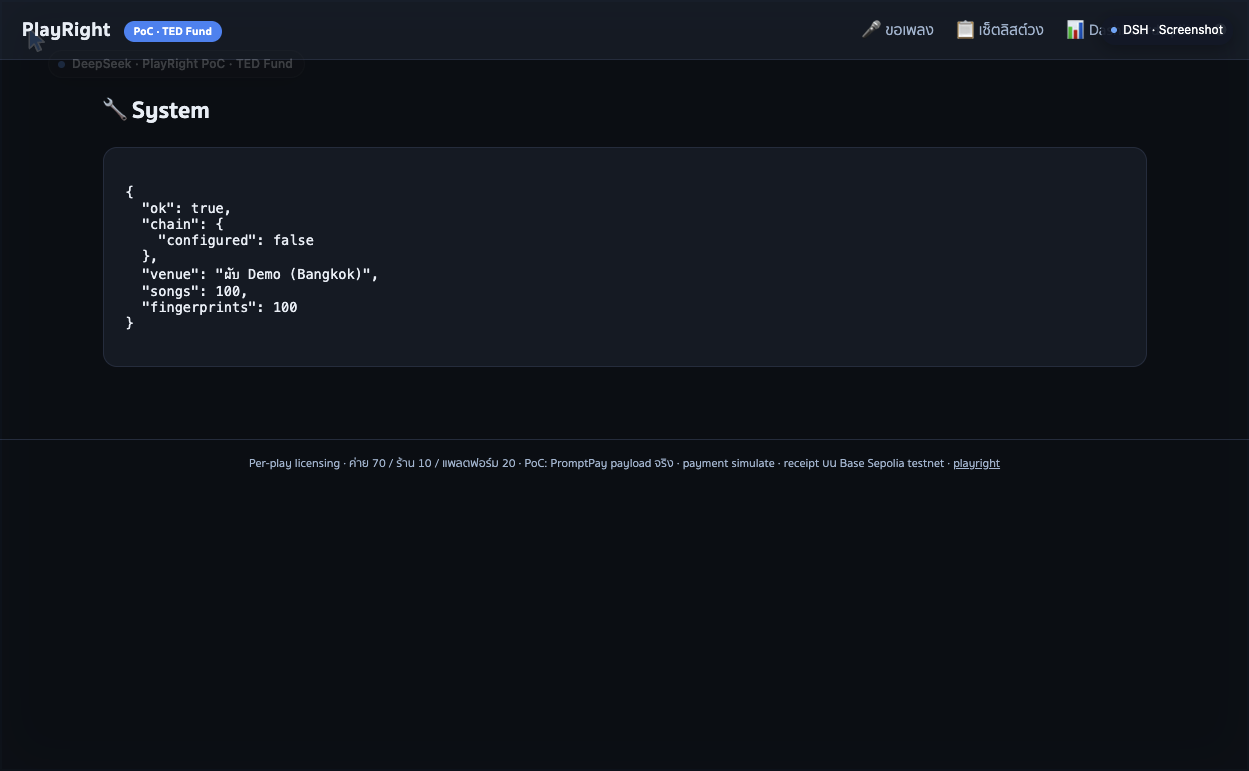 PlayRight PoC · TED Fund 🎤 ขอเพลง 📋 เซ็ตลิสต์วง 📊 DSH · Screenshot
DeepSeek · PlayRight PoC · TED Fund
🔧 System
{
  "ok": true,
  "chain": {
    "configured": false
  },
  "venue": "ผับ Demo (Bangkok)",
  "songs": 100,
  "fingerprints": 100
}
Per-play licensing · ค่าย 70 / ร้าน 10 / แพลตฟอร์ม 20 · PoC: PromptPay payload จริง · payment simulate · receipt บน Base Sepolia testnet · playright